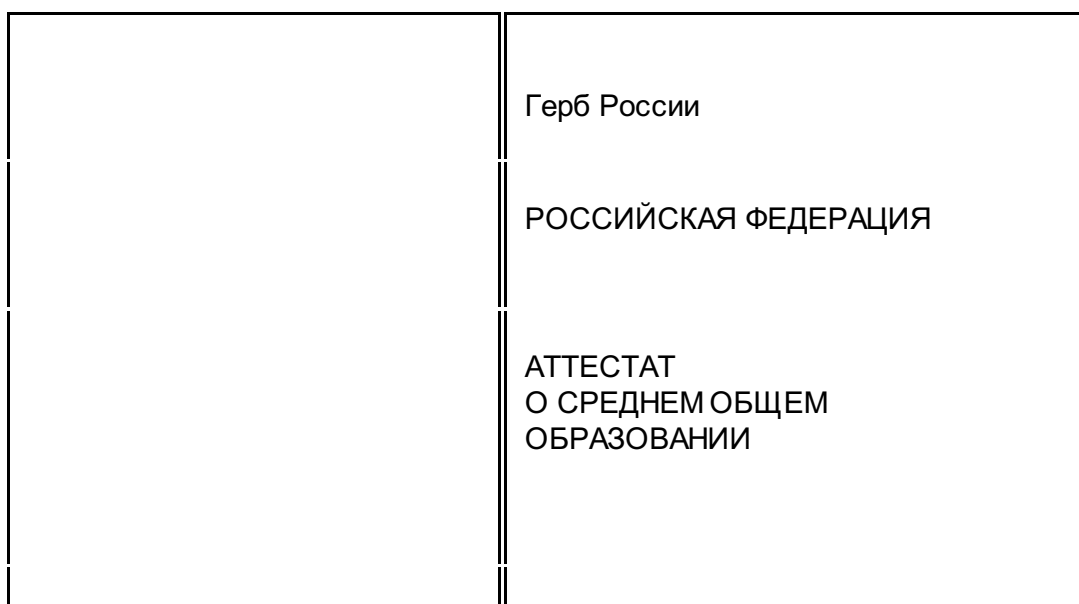 Герб России
РОССИЙСКАЯ ФЕДЕРАЦИЯ
АТТЕСТАТ
О СРЕДНЕМ ОБЩЕМ
ОБРАЗОВАНИИ